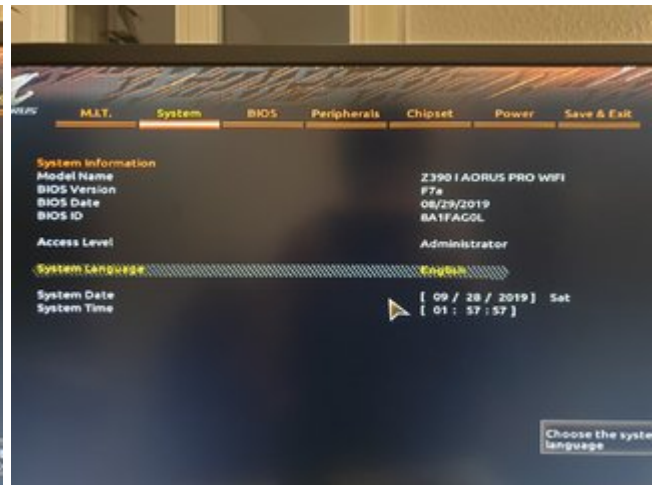 M.I.T. System BIOS Peripherals Chipset Power Save & Exit
System Information
Model Name Z390 I AORUS PRO WIFI
BIOS Version F7a
BIOS Date 08/29/2019
BIOS ID 8A1FAG0L
Access Level Administrator
System Language English
System Date [ 09 / 28 / 2019 ] Sat
System Time [ 01 : 57 : 57 ]
Choose the syste
language